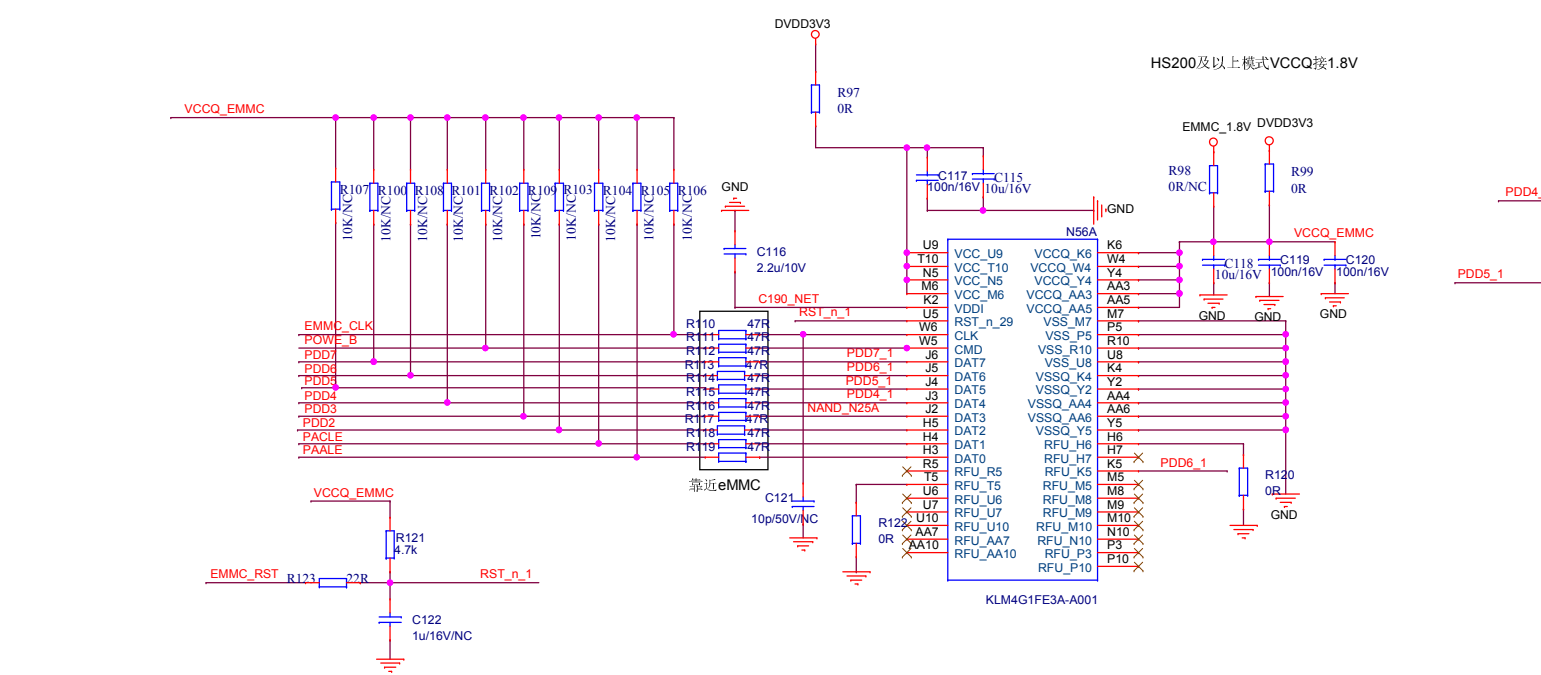 DVDD3V3
HS200及以上模式VCCQ接1.8V
R97
0R
VCCQ_EMMC
EMMC_1.8V
DVDD3V3
R98
0R/NC
R99
0R
R107
10K/NC
R100
10K/NC
R108
10K/NC
R101
10K/NC
R102
10K/NC
R109
10K/NC
R103
10K/NC
R104
10K/NC
R105
10K/NC
R106
10K/NC
GND
C117
100n/16V
C115
10u/16V
GND
PDD4_
N56A
VCCQ_EMMC
C116
2.2u/10V
C118
10u/16V
C119
100n/16V
C120
100n/16V
GND
GND
GND
PDD5_1
C190_NET
RST_n_1
EMMC_CLK
POWE_B
PDD7
PDD6
PDD5
PDD4
PDD3
PDD2
PACLE
PAALE
R110 47R
R111 47R
R112 47R
R113 47R
R114 47R
R115 47R
R116 47R
R117 47R
R118 47R
R119 47R
靠近eMMC
PDD7_1
PDD6_1
PDD5_1
PDD4_1
NAND_N25A
U9 VCC_U9
T10 VCC_T10
N5 VCC_N5
M6 VCC_M6
K2 VDDI
U5 RST_n_29
W6 CLK
W5 CMD
J6 DAT7
J5 DAT6
J4 DAT5
J3 DAT4
J2 DAT3
H5 DAT2
H4 DAT1
H3 DAT0
R5 RFU_R5
T5 RFU_T5
U6 RFU_U6
U7 RFU_U7
U10 RFU_U10
AA7 RFU_AA7
AA10 RFU_AA10
VCCQ_K6 K6
VCCQ_W4 W4
VCCQ_Y4 Y4
VCCQ_AA3 AA3
VCCQ_AA5 AA5
VSS_M7 M7
VSS_P5 P5
VSS_R10 R10
VSS_U8 U8
VSSQ_K4 K4
VSSQ_Y2 Y2
VSSQ_AA4 AA4
VSSQ_AA6 AA6
VSSQ_Y5 Y5
RFU_H6 H6
RFU_H7 H7
RFU_K5 K5
RFU_M5 M5
RFU_M8 M8
RFU_M9 M9
RFU_M10 M10
RFU_N10 N10
RFU_P3 P3
RFU_P10 P10
PDD6_1
R120
0R
GND
C121
10p/50V/NC
R122
0R
KLM4G1FE3A-A001
VCCQ_EMMC
R121
4.7k
EMMC_RST
R123
22R
RST_n_1
C122
1u/16V/NC